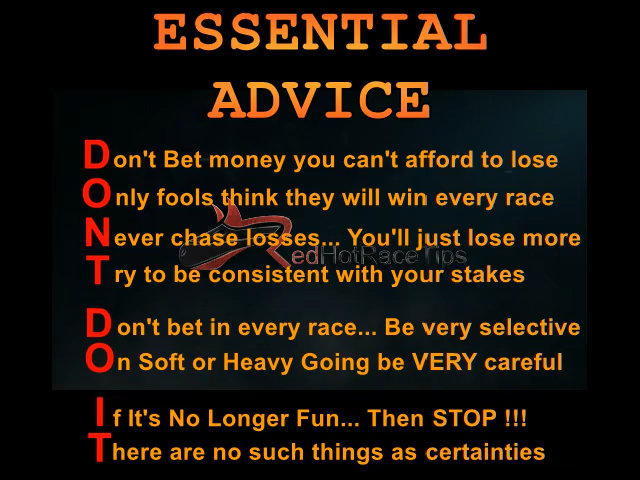 ESSENTIAL
ADVICE
Don't Bet money you can't afford to lose
Only fools think they will win every race
Never chase losses... You'll just lose more
RedHotRaceTips
Try to be consistent with your stakes
Don't bet in every race... Be very selective
On Soft or Heavy Going be VERY careful
If It's No Longer Fun... Then STOP !!!
There are no such things as certainties